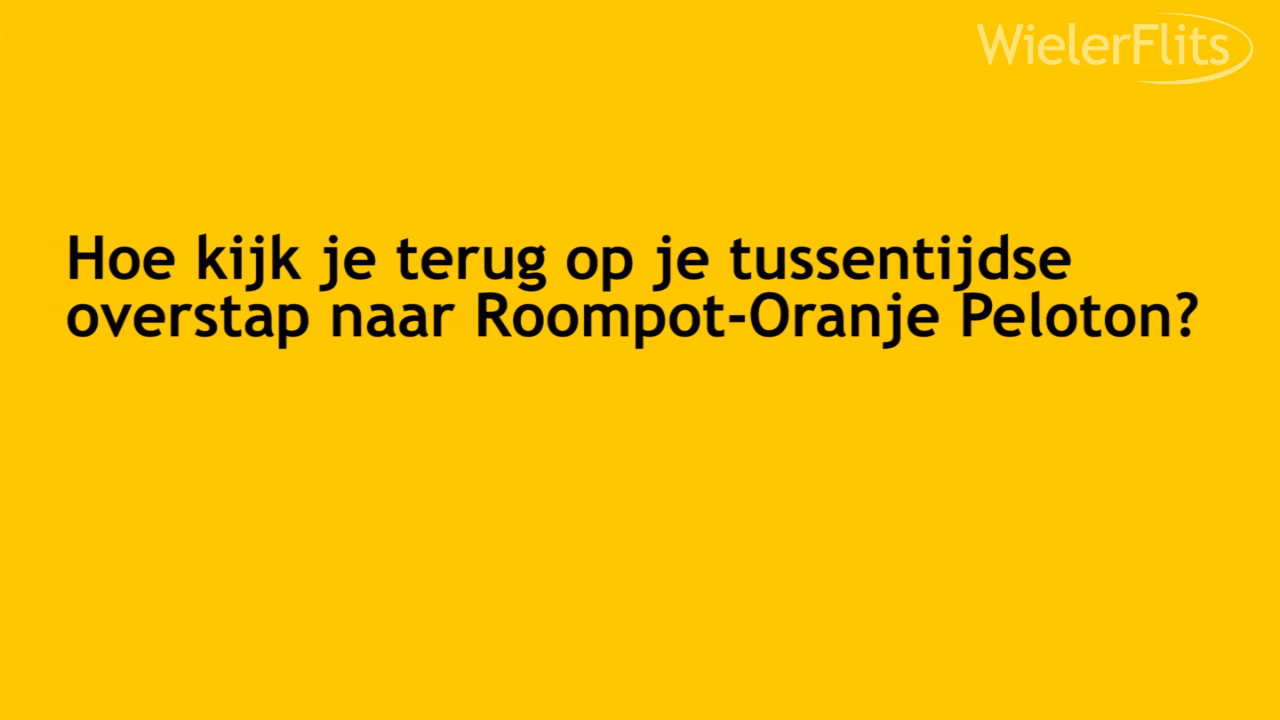 WielerFlits
Hoe kijk je terug op je tussentijdse
overstap naar Roompot-Oranje Peloton?